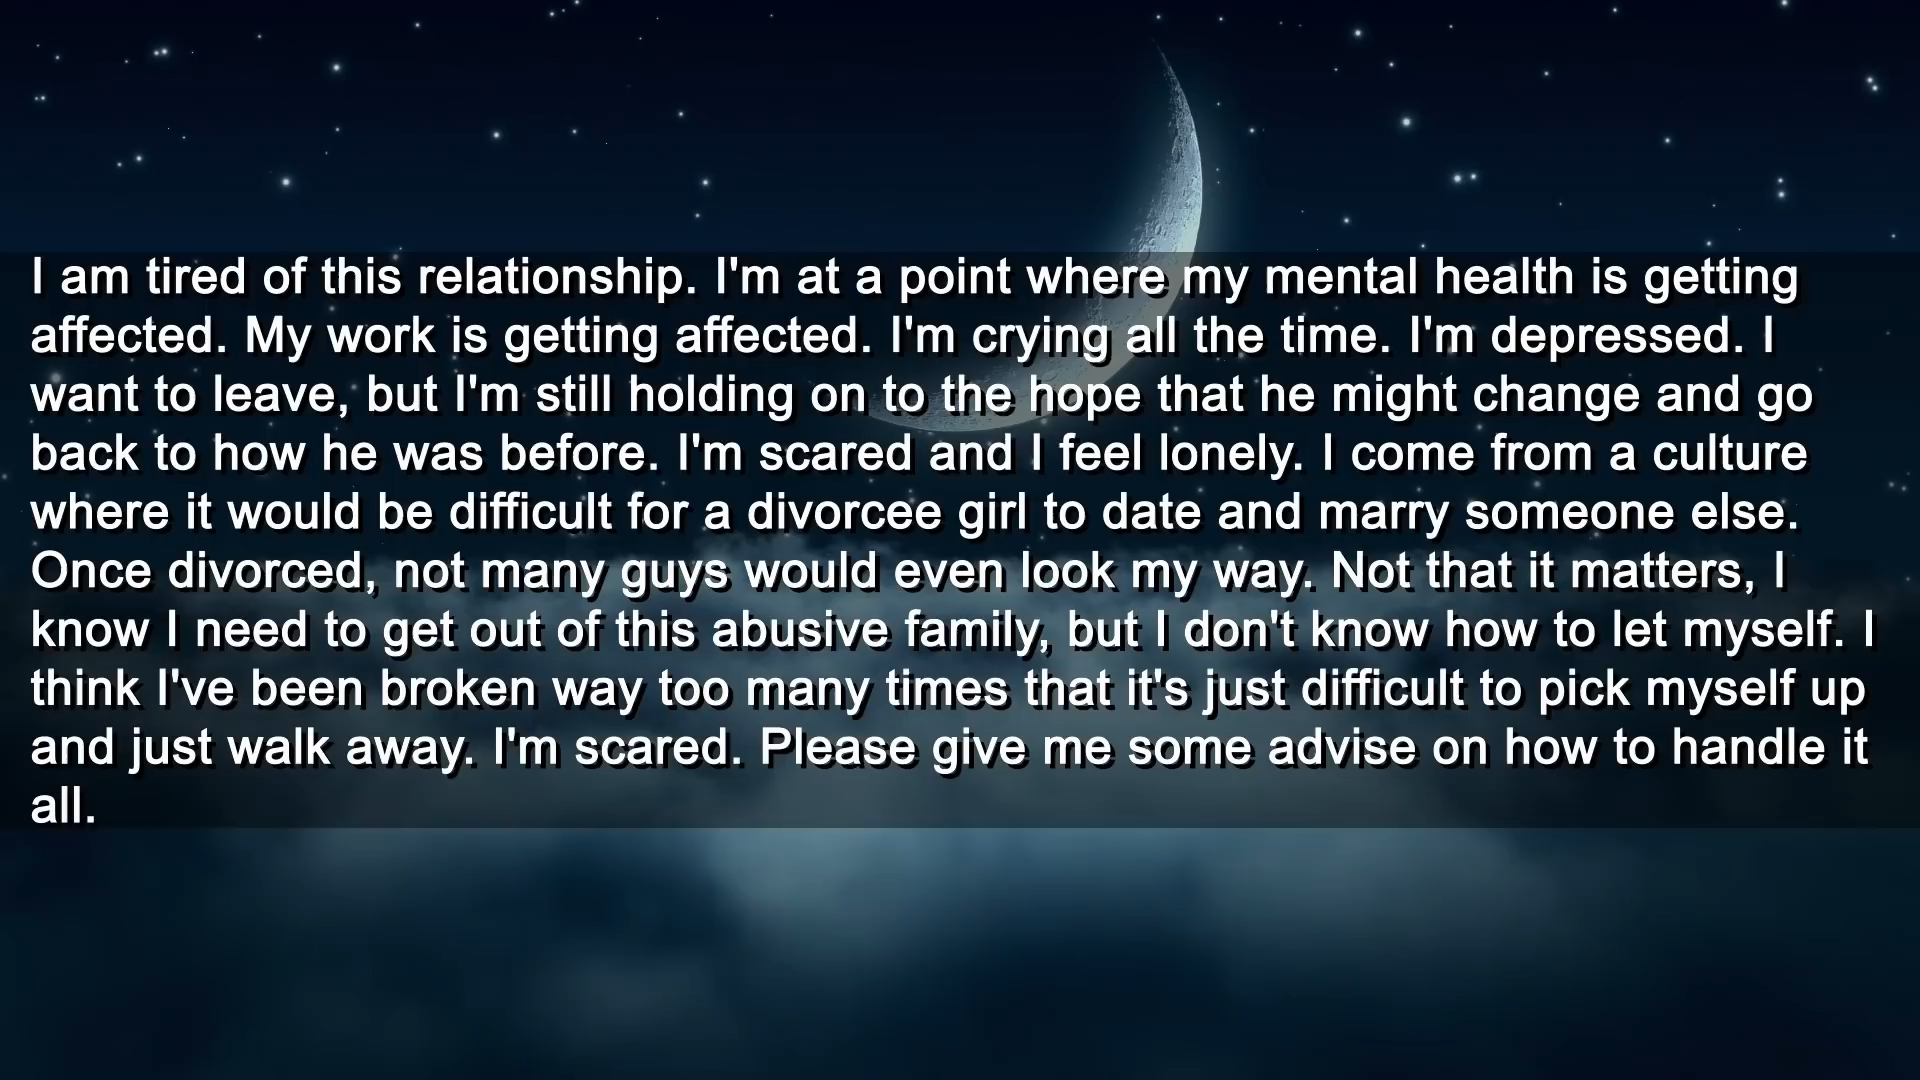 I am tired of this relationship. I'm at a point where my mental health is getting
affected. My work is getting affected. I'm crying all the time. I'm depressed. I
want to leave, but I'm still holding on to the hope that he might change and go
back to how he was before. I'm scared and I feel lonely. I come from a culture
where it would be difficult for a divorcee girl to date and marry someone else.
Once divorced, not many guys would even look my way. Not that it matters, I
know I need to get out of this abusive family, but I don't know how to let myself. I
think I've been broken way too many times that it's just difficult to pick myself up
and just walk away. I'm scared. Please give me some advise on how to handle it
all.